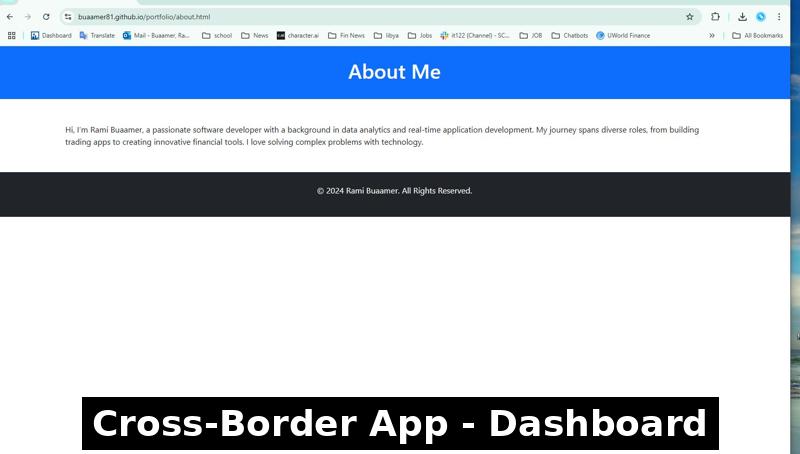 buaamer81.github.io/portfolio/about.html
Dashboard Translate Mail - Buaamer, Ra... school News character.ai Fin News libya Jobs it122 (Channel) - SC... JOB Chatbots UWorld Finance » All Bookmarks
About Me
Hi, I'm Rami Buaamer, a passionate software developer with a background in data analytics and real-time application development. My journey spans diverse roles, from building
trading apps to creating innovative financial tools. I love solving complex problems with technology.
© 2024 Rami Buaamer. All Rights Reserved.
Cross-Border App - Dashboard